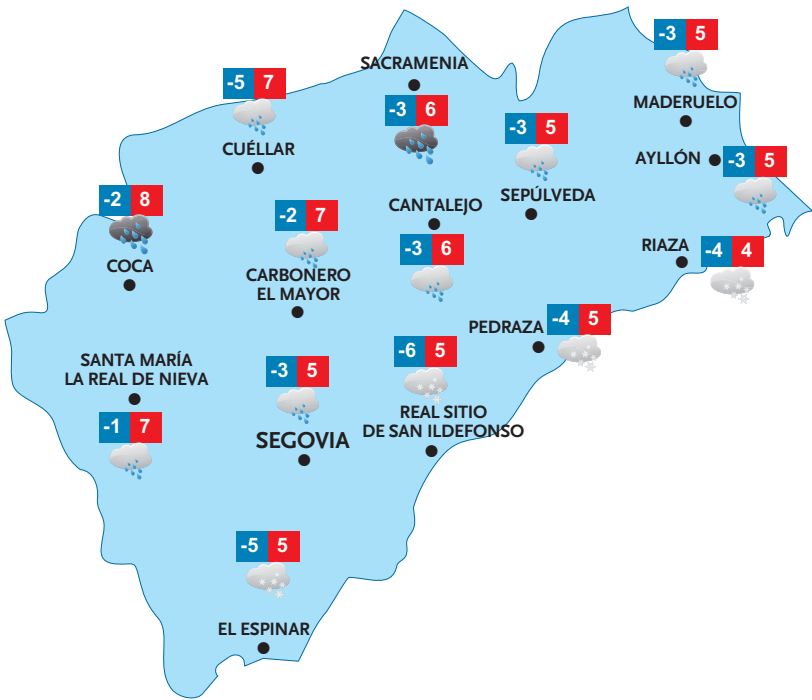 -3 5
MADERUELO
SACRAMENIA
-3 6
-5 7
CUÉLLAR
-3 5
SEPÚLVEDA
AYLLÓN
-3 5
-2 8
COCA
-2 7
CARBONERO
EL MAYOR
CANTALEJO
-3 6
RIAZA
-4 4
PEDRAZA
-4 5
SANTA MARÍA
LA REAL DE NIEVA
-1 7
-3 5
SEGOVIA
-6 5
REAL SITIO
DE SAN ILDEFONSO
-5 5
EL ESPINAR